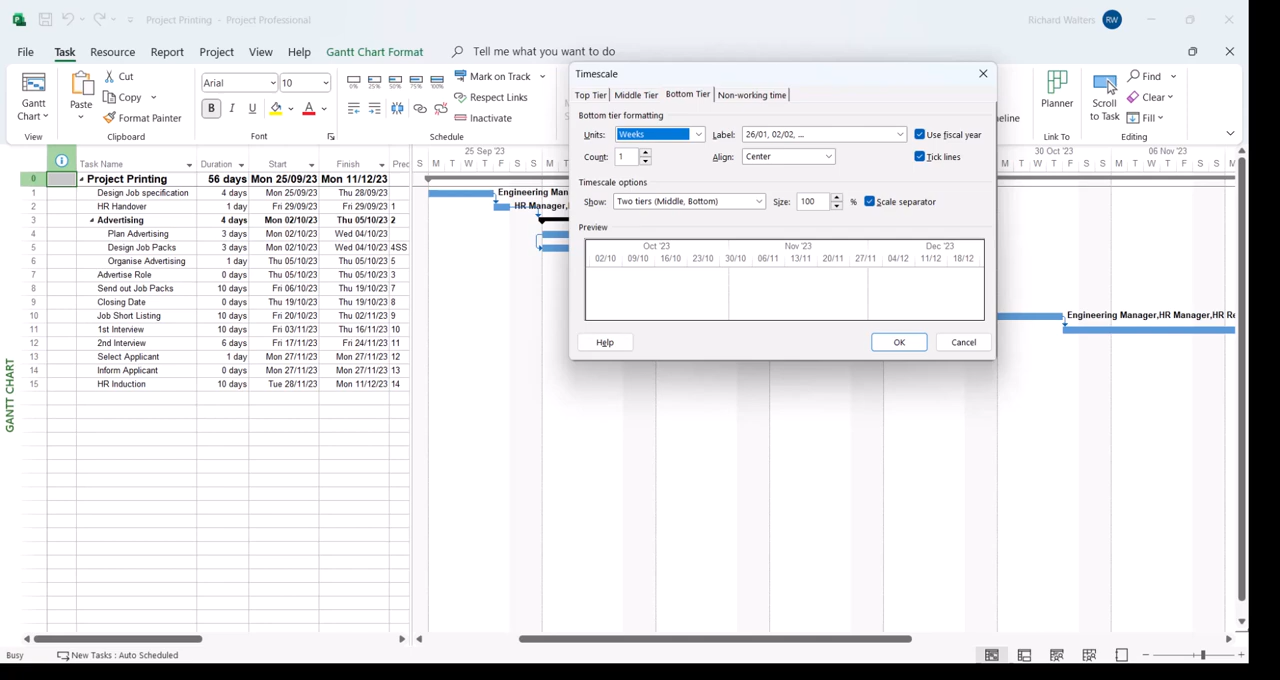 Project Printing - Project Professional
Richard Walters RW
File Task Resource Report Project View Help Gantt Chart Format Tell me what you want to do
Gantt Chart
View
Paste
Cut
Copy
Format Painter
Clipboard
Arial 10
B I U A
Font
0% 25% 50% 75% 100%
Mark on Track
Respect Links
Inactivate
Schedule
Planner
Link To
Scroll to Task
Find
Clear
Fill
Editing
Timescale
Top Tier Middle Tier Bottom Tier Non-working time
Bottom tier formatting
Units: Weeks Label: 26/01, 02/02, ... Use fiscal year
Count: 1 Align: Center Tick lines
Timescale options
Show: Two tiers (Middle, Bottom) Size: 100 % Scale separator
Preview
Oct '23 Nov '23 Dec '23
02/10 09/10 16/10 23/10 30/10 06/11 13/11 20/11 27/11 04/12 11/12 18/12
Help OK Cancel
Task Name Duration Start Finish Pred
25 Sep '23 30 Oct '23 06 Nov '23
S M T W T F S S M T
M T W T F S S M T W T F S S M
0 Project Printing 56 days Mon 25/09/23 Mon 11/12/23
1 Design Job specification 4 days Mon 25/09/23 Thu 28/09/23
2 HR Handover 1 day Fri 29/09/23 Fri 29/09/23 1
3 Advertising 4 days Mon 02/10/23 Thu 05/10/23 2
4 Plan Advertising 3 days Mon 02/10/23 Wed 04/10/23
5 Design Job Packs 3 days Mon 02/10/23 Wed 04/10/23 4SS
6 Organise Advertising 1 day Thu 05/10/23 Thu 05/10/23 5
7 Advertise Role 0 days Thu 05/10/23 Thu 05/10/23 3
8 Send out Job Packs 10 days Fri 06/10/23 Thu 19/10/23 7
9 Closing Date 0 days Thu 19/10/23 Thu 19/10/23 8
10 Job Short Listing 10 days Fri 20/10/23 Thu 02/11/23 9
11 1st Interview 10 days Fri 03/11/23 Thu 16/11/23 10
12 2nd Interview 6 days Fri 17/11/23 Fri 24/11/23 11
13 Select Applicant 1 day Mon 27/11/23 Mon 27/11/23 12
14 Inform Applicant 0 days Mon 27/11/23 Mon 27/11/23 13
15 HR Induction 10 days Tue 28/11/23 Mon 11/12/23 14
Engineering Man
HR Manager,
Engineering Manager,HR Manager,HR Re
GANTT CHART
Busy New Tasks : Auto Scheduled